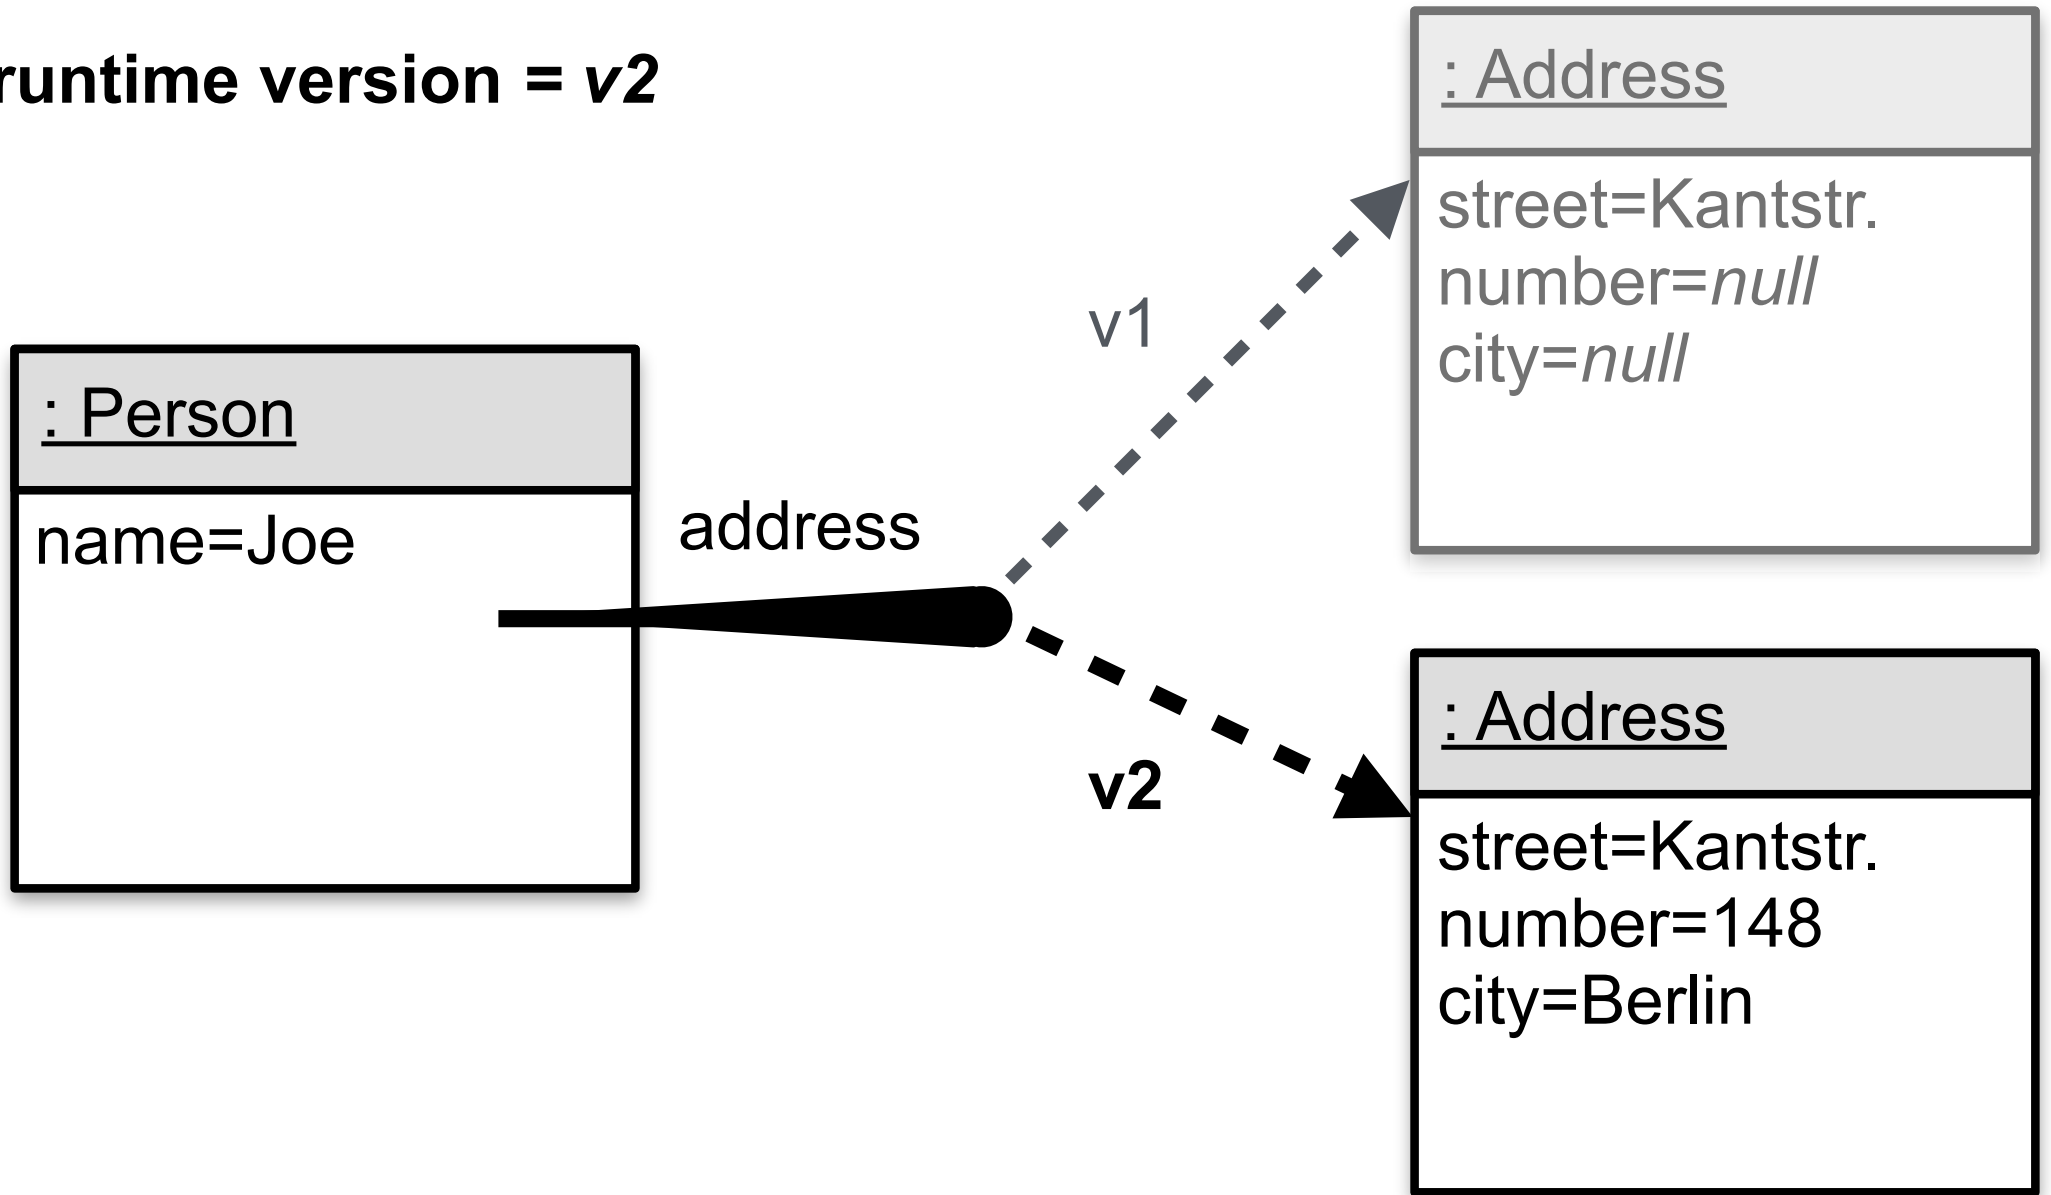 runtime version = v2
: Address
street=Kantstr.
number=null
city=null
v1
: Person
name=Joe
address
v2
: Address
street=Kantstr.
number=148
city=Berlin